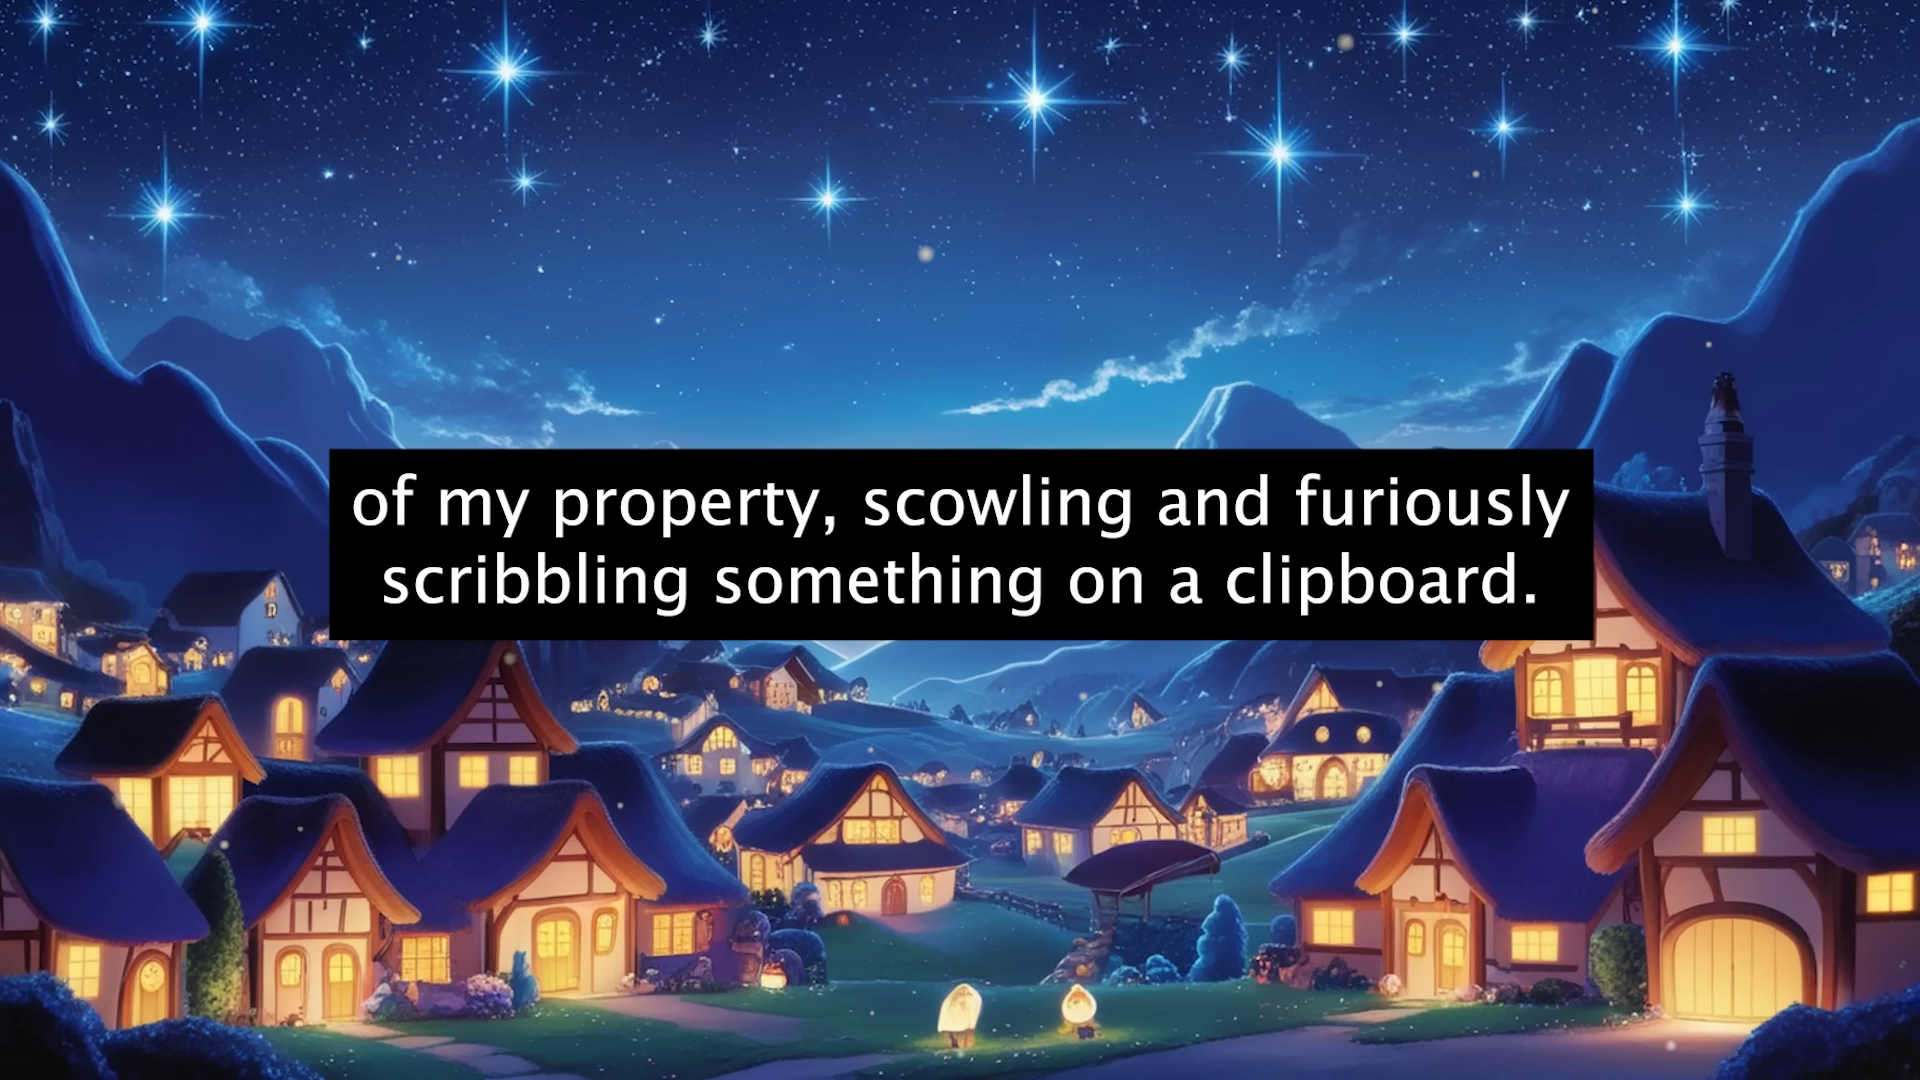 of my property, scowling and furiously
scribbling something on a clipboard.